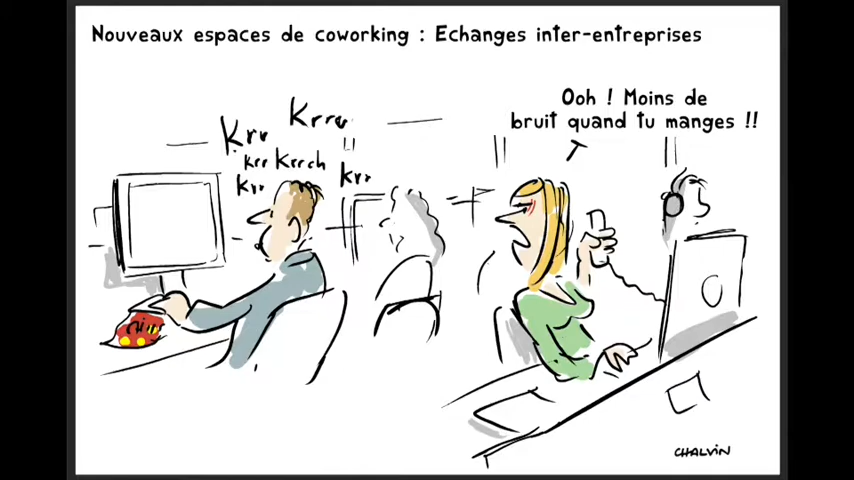 Nouveaux espaces de coworking : Echanges inter-entreprises
Ooh ! Moins de
bruit quand tu manges !!
Krrr
Krr
krr Krrch
krr
krr
CHALVIN